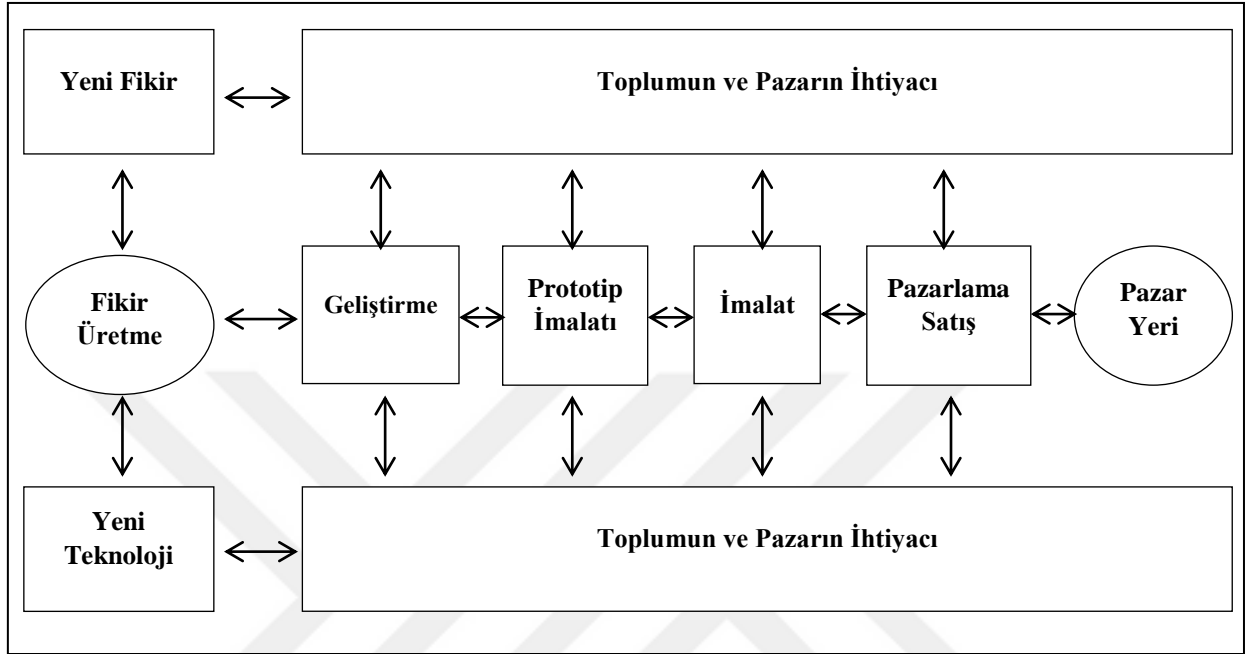 Yeni Fikir
Toplumun ve Pazarın İhtiyacı
Fikir
Üretme
Geliştirme
Prototip
İmalatı
İmalat
Pazarlama
Satış
Pazar
Yeri
Yeni
Teknoloji
Toplumun ve Pazarın İhtiyacı